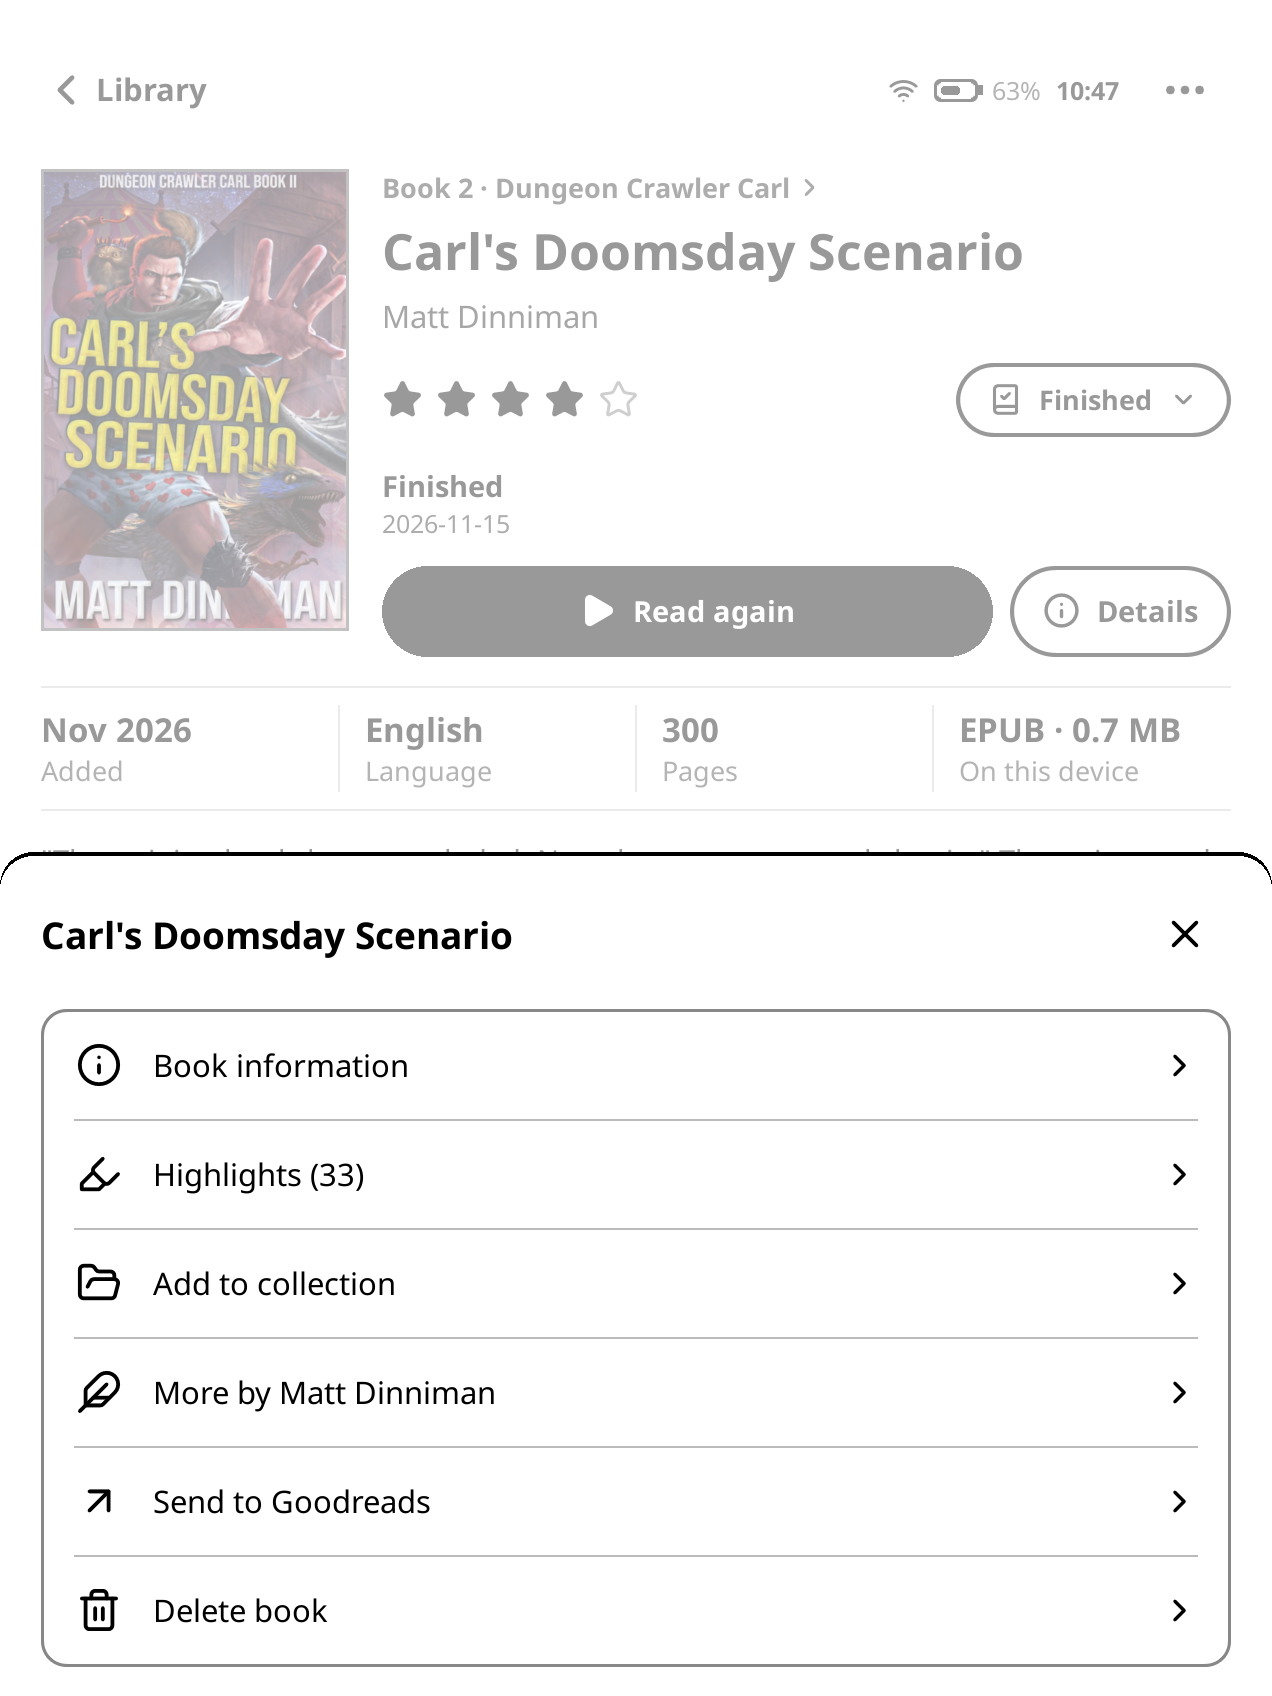 Library
63% 10:47
DUNGEON CRAWLER CARL BOOK II
CARL'S
DOOMSDAY
SCENARIO
MATT DIN MAN
Book 2 · Dungeon Crawler Carl
Carl's Doomsday Scenario
Matt Dinniman
Finished
Finished
2026-11-15
Read again
Details
Nov 2026
Added
English
Language
300
Pages
EPUB · 0.7 MB
On this device
Carl's Doomsday Scenario
Book information
Highlights (33)
Add to collection
More by Matt Dinniman
Send to Goodreads
Delete book